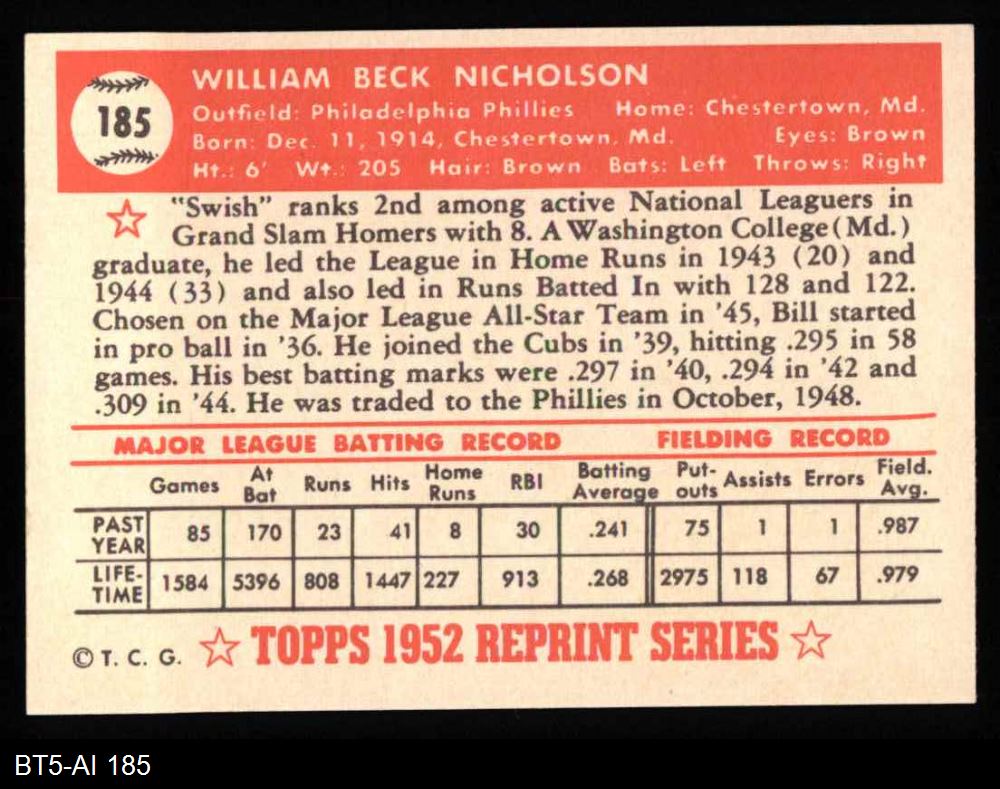 185
WILLIAM BECK NICHOLSON
Outfield: Philadelphia Phillies Home: Chestertown, Md.
Born: Dec. 11, 1914, Chestertown, Md. Eyes: Brown
Ht.: 6' Wt.: 205 Hair: Brown Bats: Left Throws: Right
"Swish" ranks 2nd among active National Leaguers in
Grand Slam Homers with 8. A Washington College (Md.)
graduate, he led the League in Home Runs in 1943 (20) and
1944 (33) and also led in Runs Batted In with 128 and 122.
Chosen on the Major League All-Star Team in '45, Bill started
in pro ball in '36. He joined the Cubs in '39, hitting .295 in 58
games. His best batting marks were .297 in '40, .294 in '42 and
.309 in '44. He was traded to the Phillies in October, 1948.
MAJOR LEAGUE BATTING RECORD FIELDING RECORD
Games At Bat Runs Hits Home Runs RBI Batting Average Put-outs Assists Errors Field. Avg.
PAST YEAR 85 170 23 41 8 30 .241 75 1 1 .987
LIFE-TIME 1584 5396 808 1447 227 913 .268 2975 118 67 .979
© T. C. G. TOPPS 1952 REPRINT SERIES
BT5-AI 185